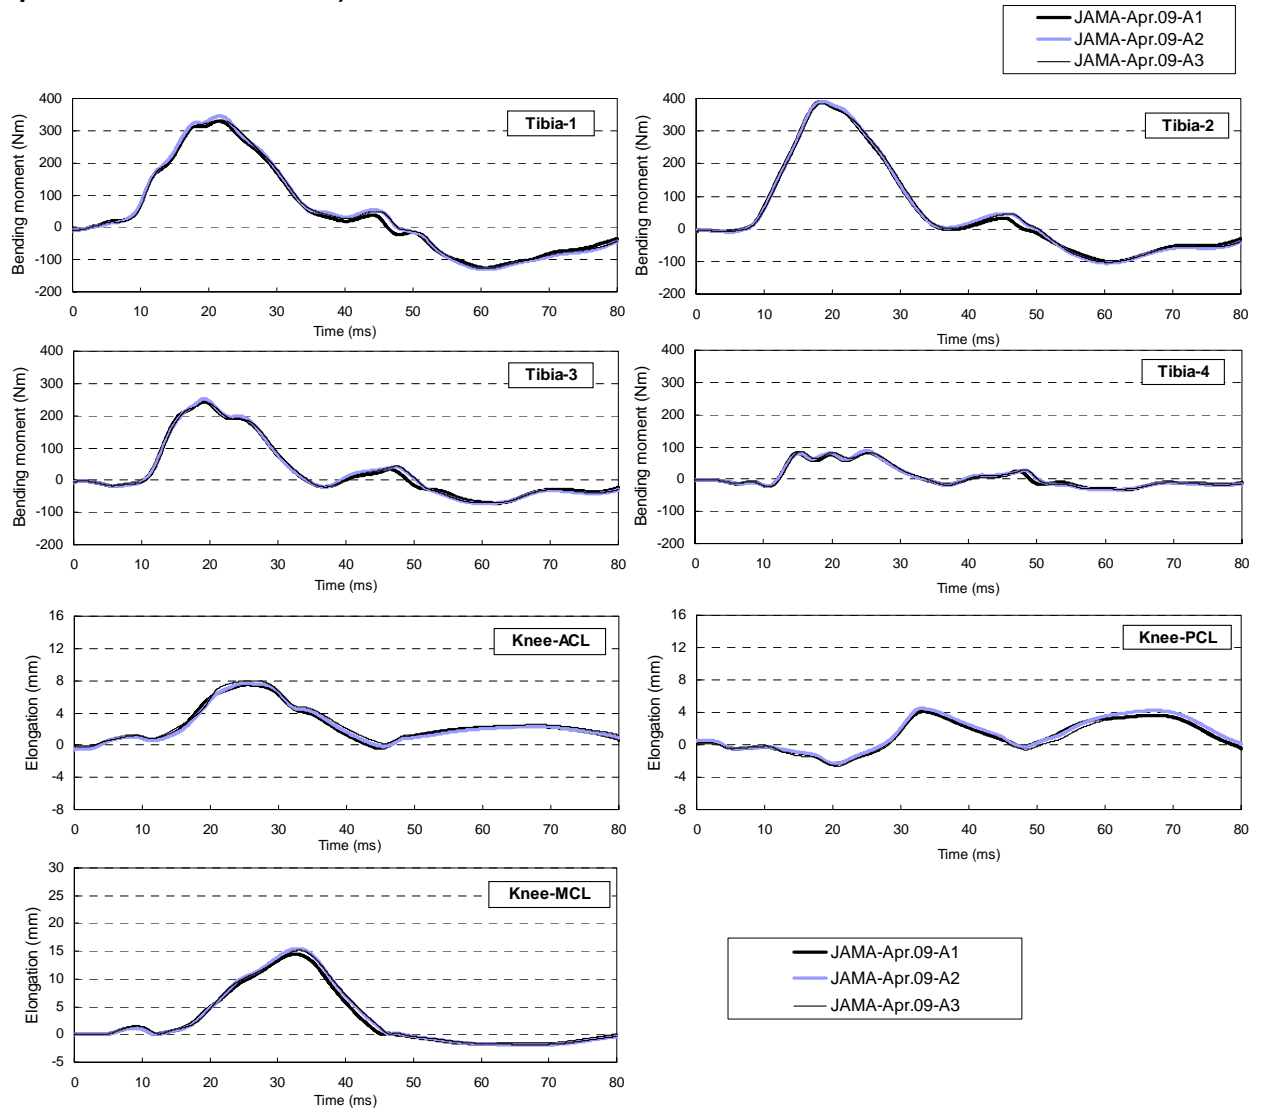 JAMA-Apr.09-A1
JAMA-Apr.09-A2
JAMA-Apr.09-A3
Tibia-1
Bending moment (Nm)
400
300
200
100
0
-100
-200
0 10 20 30 40 50 60 70 80
Time (ms)
Tibia-2
Bending moment (Nm)
400
300
200
100
0
-100
-200
0 10 20 30 40 50 60 70 80
Time (ms)
Tibia-3
Bending moment (Nm)
400
300
200
100
0
-100
-200
0 10 20 30 40 50 60 70 80
Time (ms)
Tibia-4
Bending moment (Nm)
400
300
200
100
0
-100
-200
0 10 20 30 40 50 60 70 80
Time (ms)
Knee-ACL
Elongation (mm)
16
12
8
4
0
-4
-8
0 10 20 30 40 50 60 70 80
Time (ms)
Knee-PCL
Elongation (mm)
16
12
8
4
0
-4
-8
0 10 20 30 40 50 60 70 80
Time (ms)
Knee-MCL
Elongation (mm)
30
25
20
15
10
5
0
-5
0 10 20 30 40 50 60 70 80
Time (ms)
JAMA-Apr.09-A1
JAMA-Apr.09-A2
JAMA-Apr.09-A3